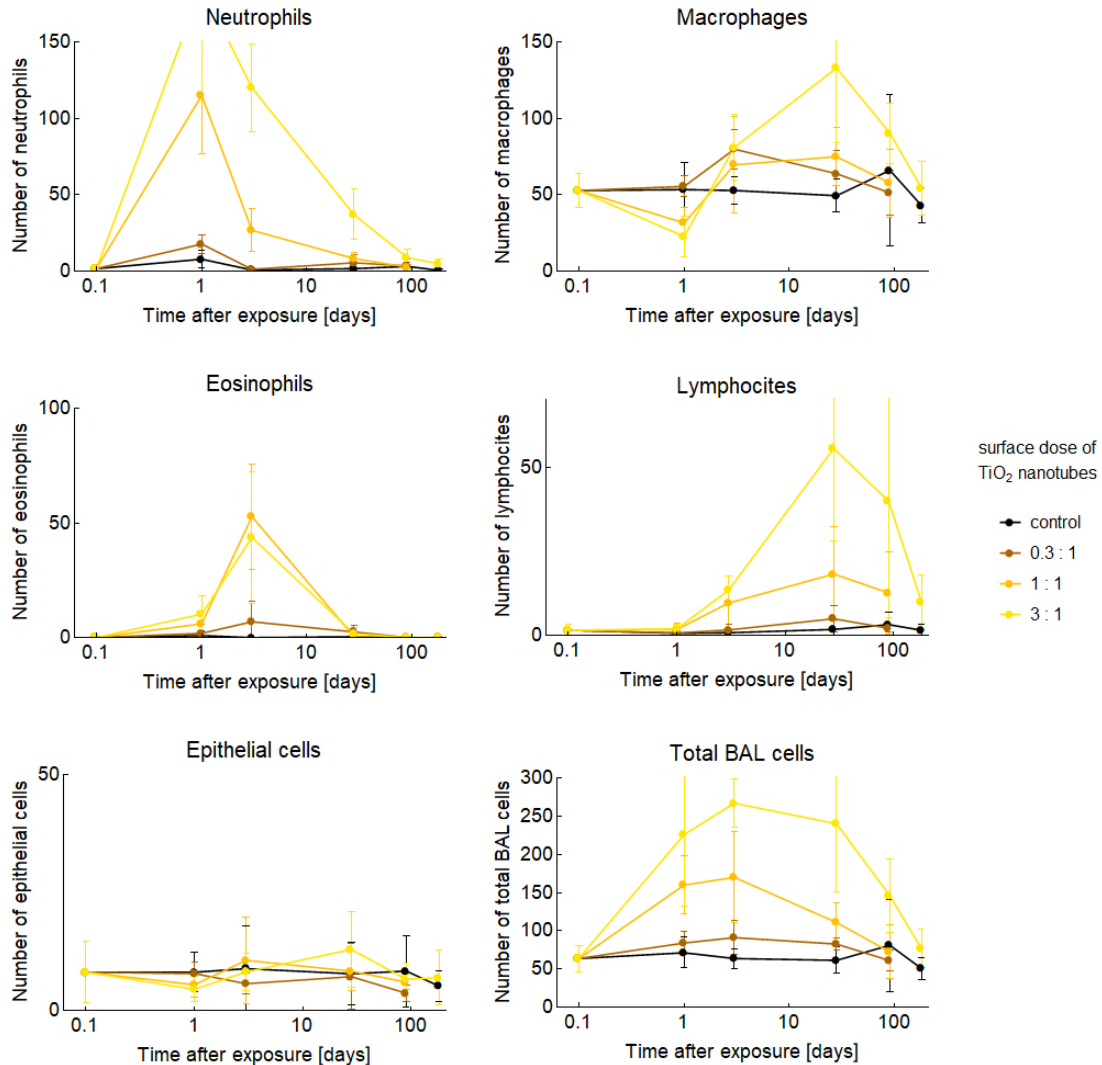 Neutrophils
Number of neutrophils
150
100
50
0
0.1 1 10 100
Time after exposure [days]
Macrophages
Number of macrophages
150
100
50
0
0.1 1 10 100
Time after exposure [days]
Eosinophils
Number of eosinophils
100
50
0
0.1 1 10 100
Time after exposure [days]
Lymphocites
Number of lymphocites
50
0
0.1 1 10 100
Time after exposure [days]
surface dose of
TiO₂ nanotubes
control
0.3 : 1
1 : 1
3 : 1
Epithelial cells
Number of epithelial cells
50
0
0.1 1 10 100
Time after exposure [days]
Total BAL cells
Number of total BAL cells
300
250
200
150
100
50
0
0.1 1 10 100
Time after exposure [days]